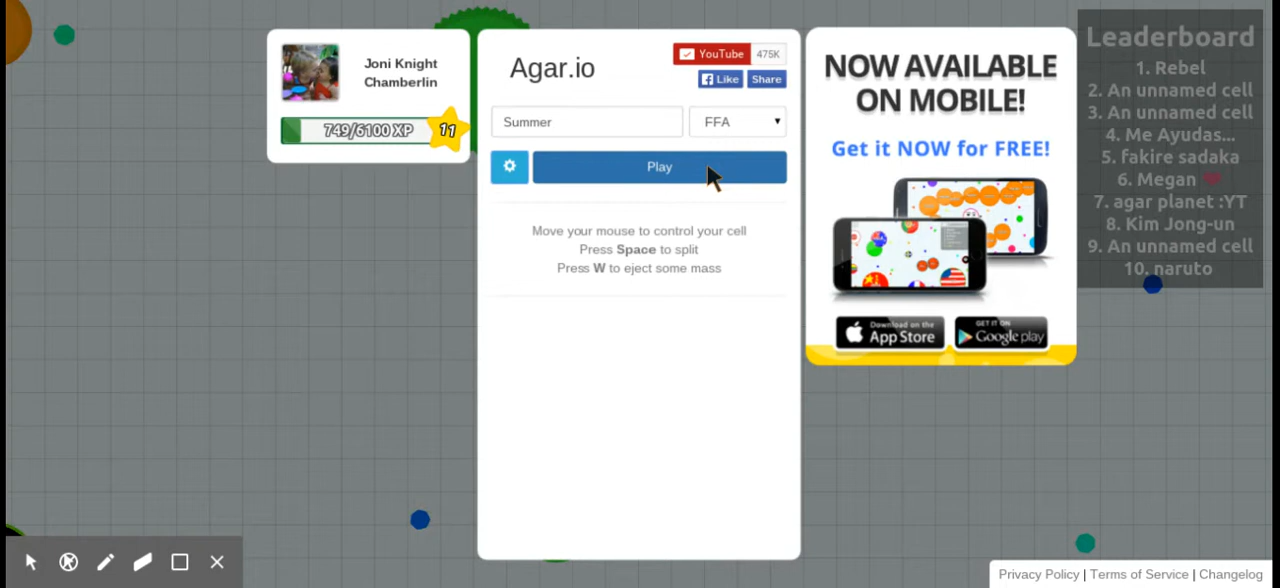 Joni Knight
Chamberlin
749/6100 XP
11
Agar.io
YouTube 475K
Like Share
Summer
FFA
Play
Move your mouse to control your cell
Press Space to split
Press W to eject some mass
NOW AVAILABLE
ON MOBILE!
Get it NOW for FREE!
Download on the
App Store
GET IT ON
Google play
Leaderboard
1. Rebel
2. An unnamed cell
3. An unnamed cell
4. Me Ayudas...
5. fakire sadaka
6. Megan ❤
7. agar planet :YT
8. Kim Jong-un
9. An unnamed cell
10. naruto
Privacy Policy | Terms of Service | Changelog